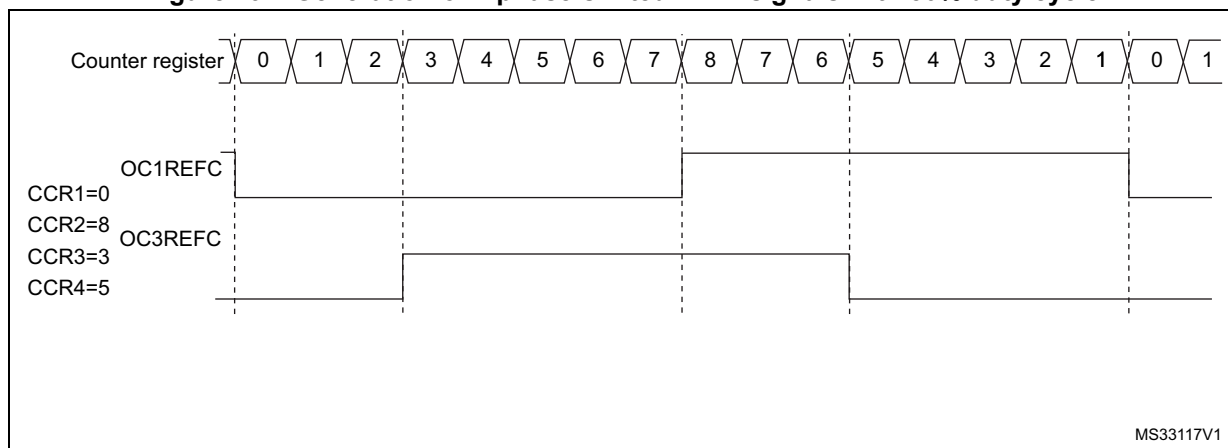 Counter register 0 1 2 3 4 5 6 7 8 7 6 5 4 3 2 1 0 1
OC1REFC
CCR1=0
CCR2=8
OC3REFC
CCR3=3
CCR4=5
MS33117V1